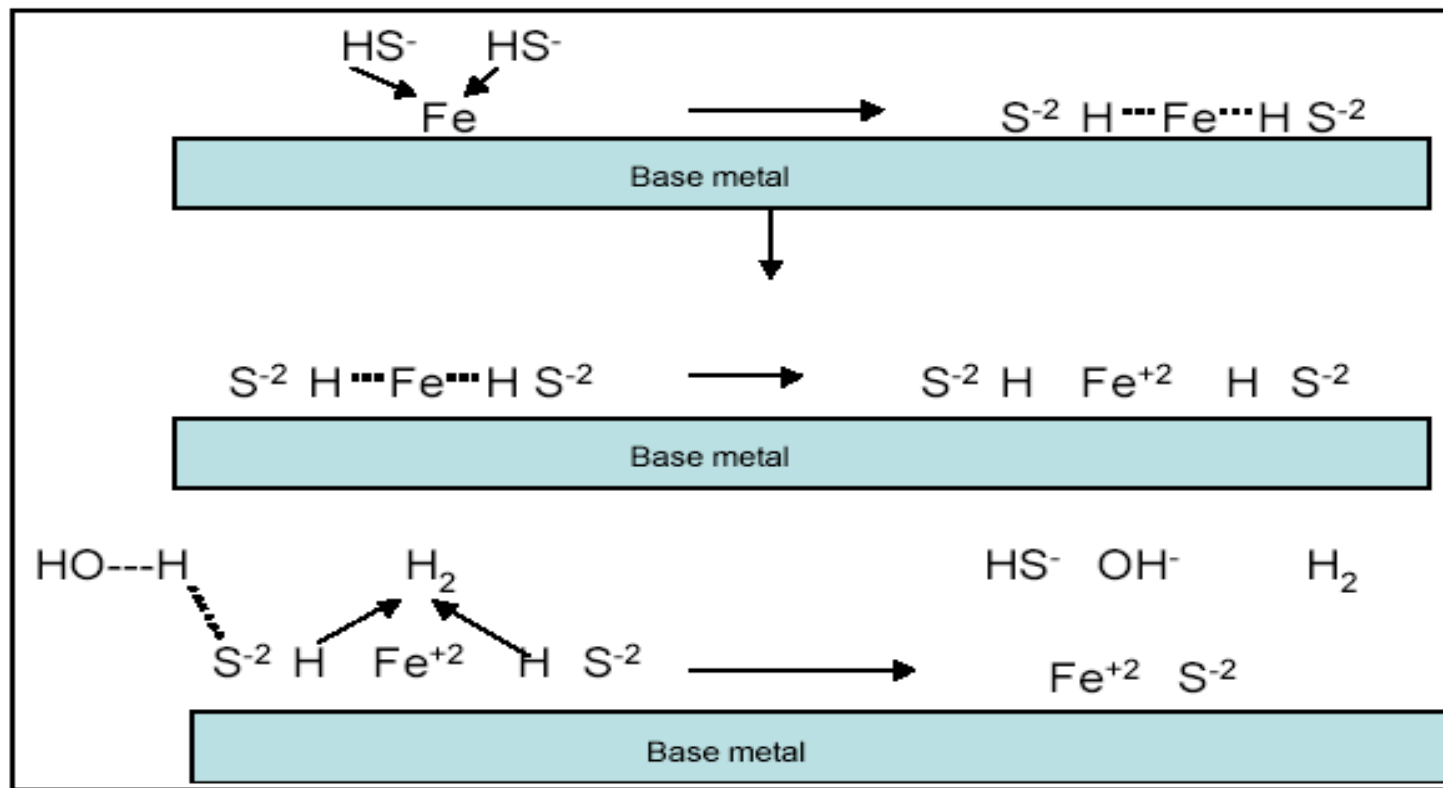 HS- HS-
Fe
S-2 H Fe H S-2
Base metal
S-2 H Fe H S-2
S-2 H Fe+2 H S-2
Base metal
HO---H
H2
HS- OH- H2
S-2 H Fe+2 H S-2
Fe+2 S-2
Base metal